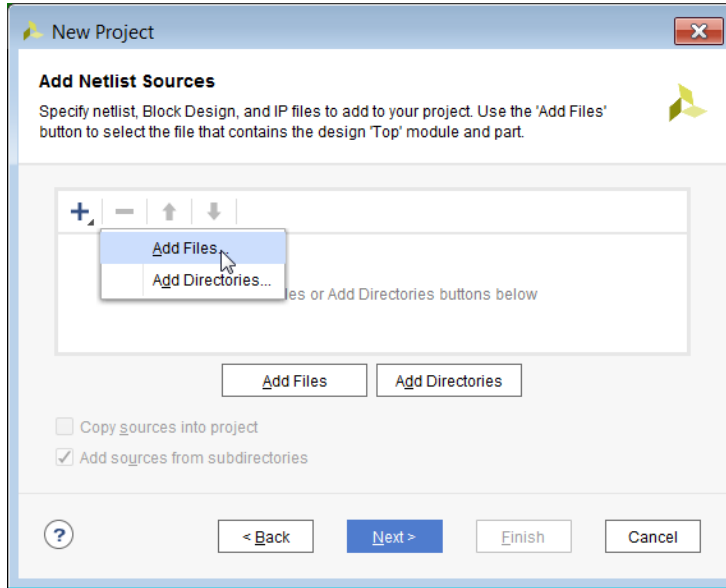 New Project
Add Netlist Sources
Specify netlist, Block Design, and IP files to add to your project. Use the 'Add Files'
button to select the file that contains the design 'Top' module and part.
Add Files...
Add Directories...
les or Add Directories buttons below
Add Files
Add Directories
Copy sources into project
Add sources from subdirectories
?
< Back
Next >
Finish
Cancel